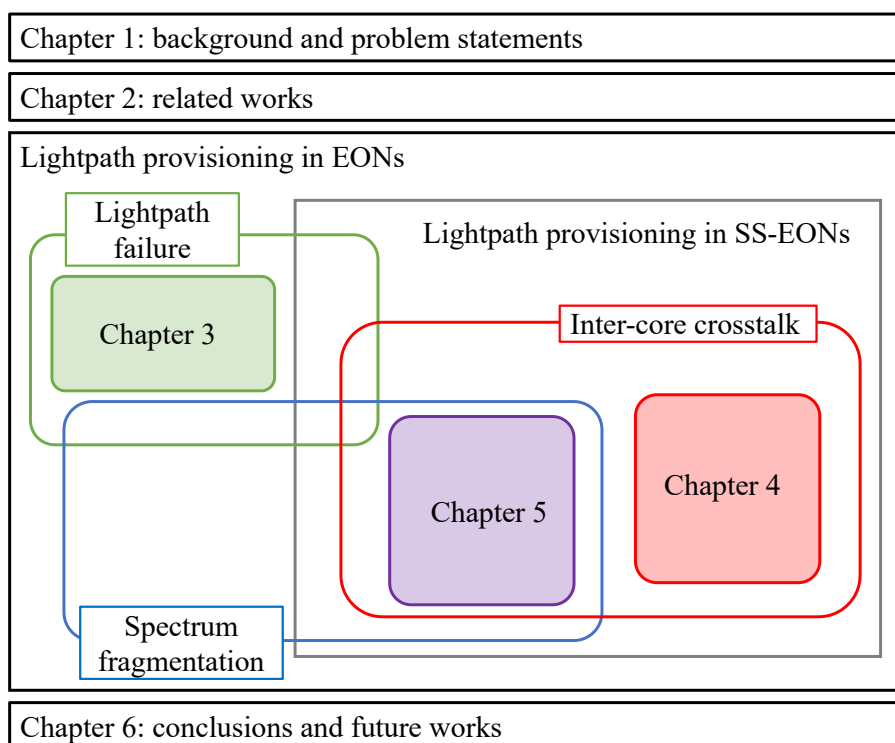 Chapter 1: background and problem statements
Chapter 2: related works
Lightpath provisioning in EONs
Lightpath
failure
Lightpath provisioning in SS-EONs
Chapter 3
Inter-core crosstalk
Chapter 5
Chapter 4
Spectrum
fragmentation
Chapter 6: conclusions and future works